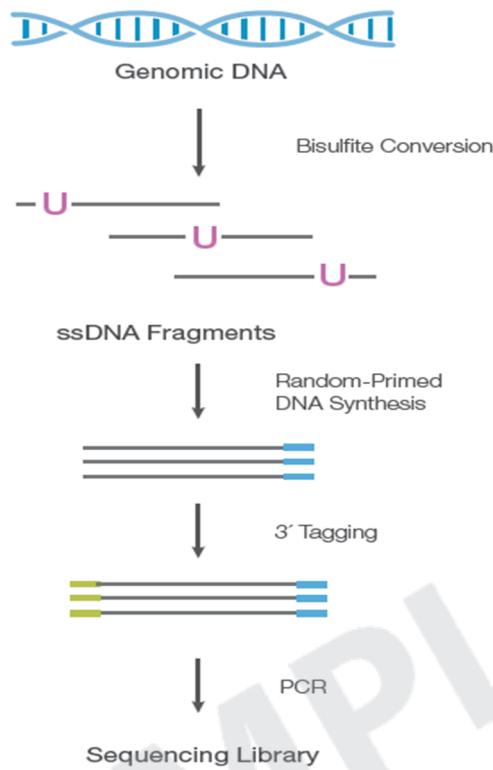 Genomic DNA
Bisulfite Conversion
U
U
U
ssDNA Fragments
Random-Primed
DNA Synthesis
3´ Tagging
PCR
Sequencing Library